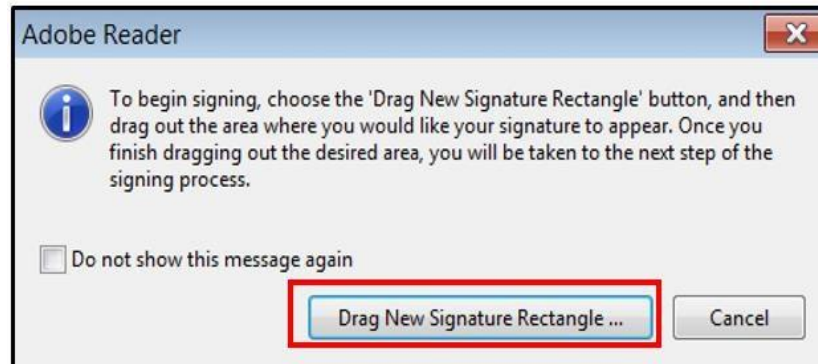 Adobe Reader
To begin signing, choose the 'Drag New Signature Rectangle' button, and then
drag out the area where you would like your signature to appear. Once you
finish dragging out the desired area, you will be taken to the next step of the
signing process.
Do not show this message again
Drag New Signature Rectangle ...
Cancel